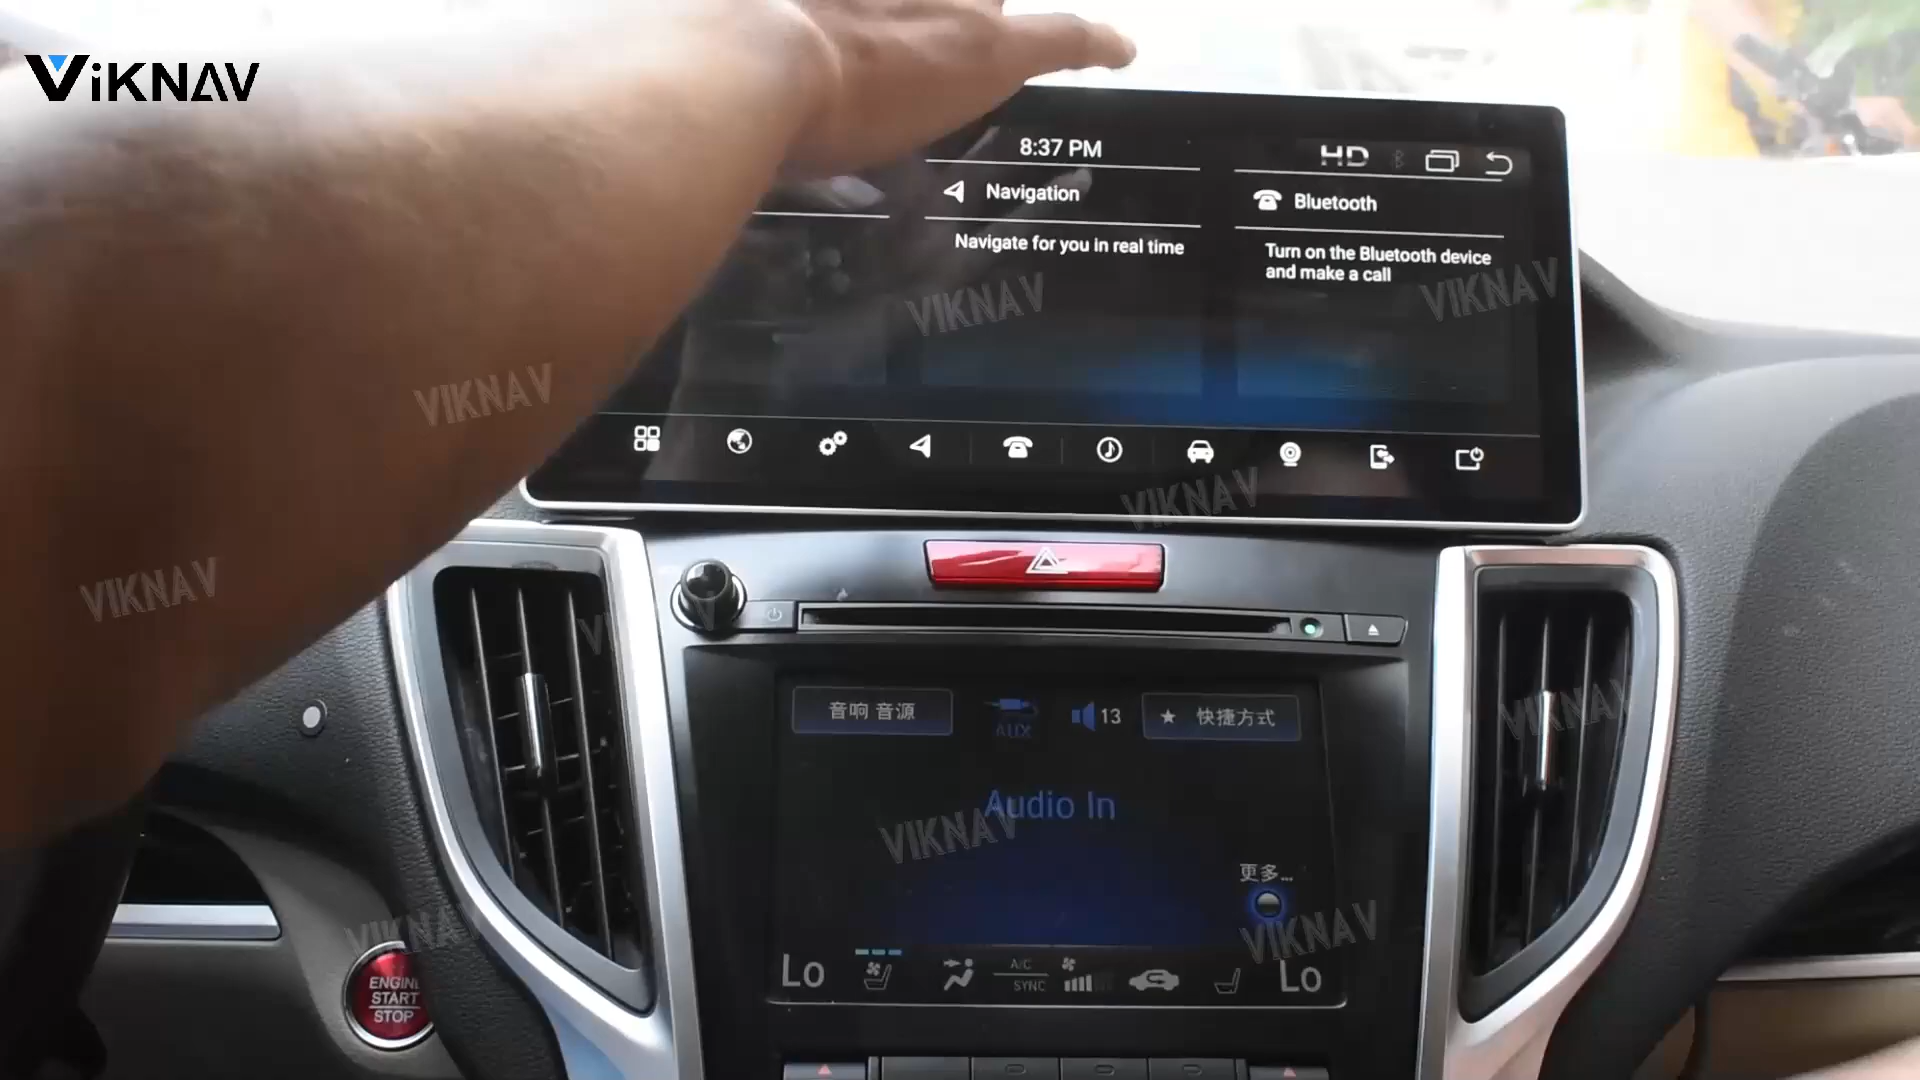 ViKNAV
8:37 PM
HD
Navigation
Bluetooth
Navigate for you in real time
Turn on the Bluetooth device
and make a call
VIKNAV
VIKNAV
VIKNAV
VIKNAV
VIKNAV
音响 音源
AUX
13
★ 快捷方式
VIKNAV
Audio In
VIKNAV
更多...
VIKNAV
VIKNAV
Lo
A/C
SYNC
Lo
ENGINE
START
STOP